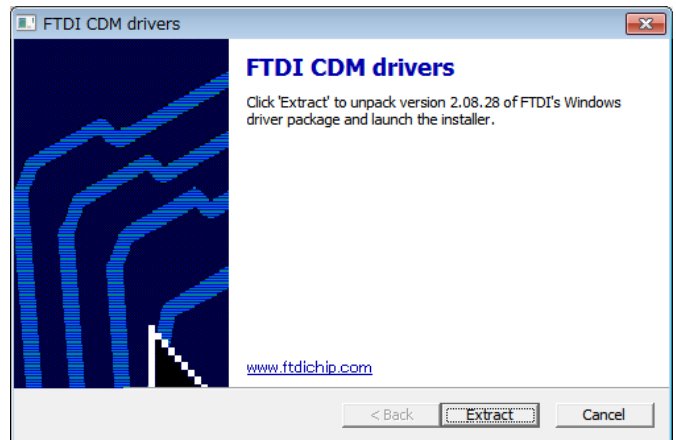 FTDI CDM drivers
FTDI CDM drivers
Click 'Extract' to unpack version 2.08.28 of FTDI's Windows
driver package and launch the installer.
www.ftdichip.com
< Back
Extract
Cancel